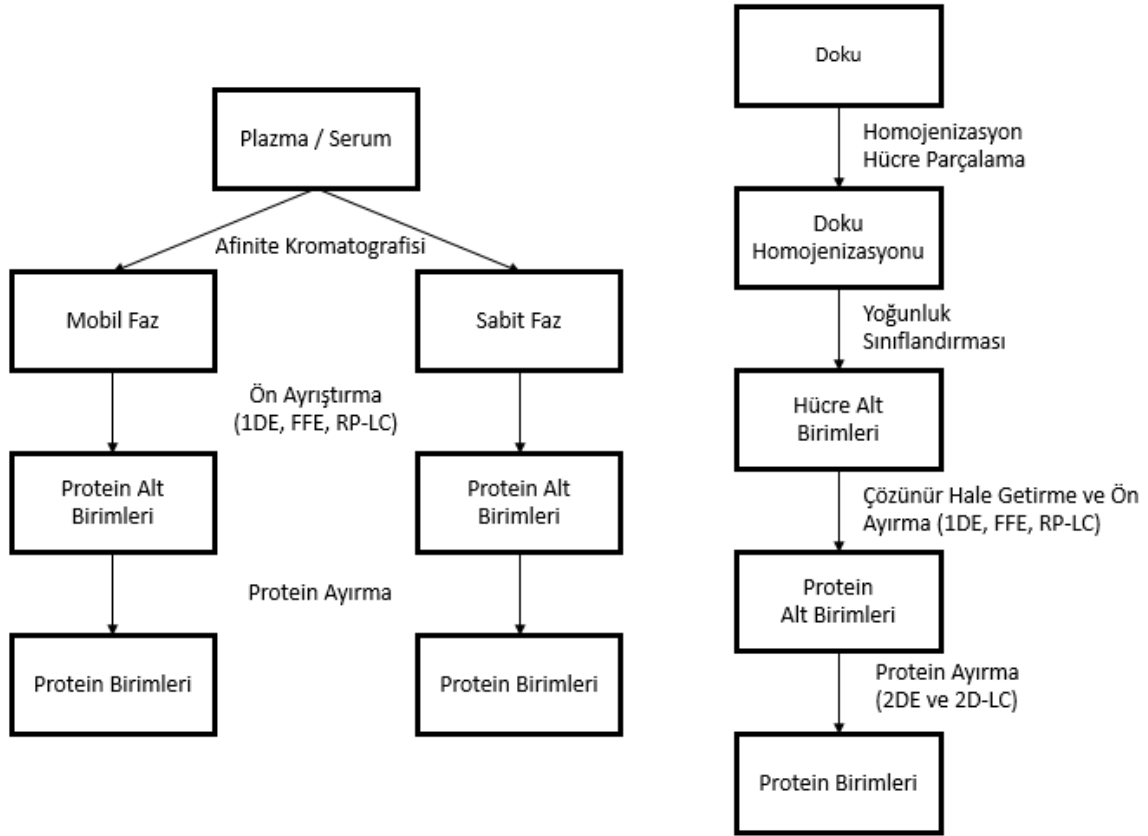 Plazma / Serum
Afinite Kromatografisi
Mobil Faz
Sabit Faz
Ön Ayrıştırma
(1DE, FFE, RP-LC)
Protein Alt
Birimleri
Protein Alt
Birimleri
Protein Ayırma
Protein Birimleri
Protein Birimleri
Doku
Homojenizasyon
Hücre Parçalama
Doku
Homojenizasyonu
Yoğunluk
Sınıflandırması
Hücre Alt
Birimleri
Çözünür Hale Getirme ve Ön
Ayırma (1DE, FFE, RP-LC)
Protein
Alt Birimleri
Protein Ayırma
(2DE ve 2D-LC)
Protein Birimleri